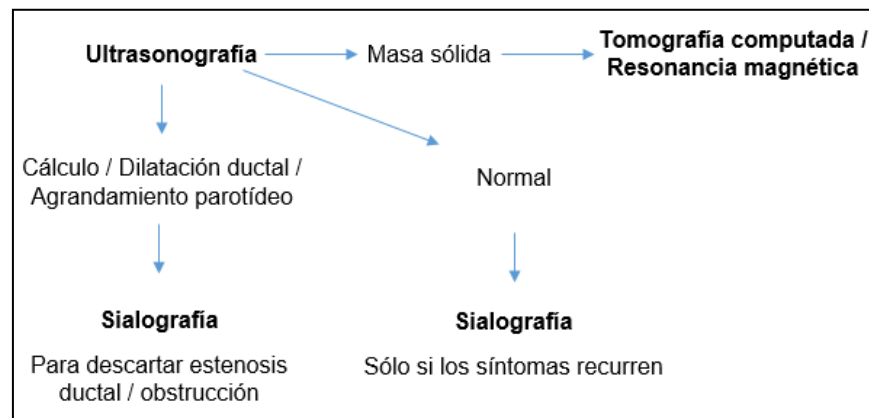 Ultrasonografía
Masa sólida
Tomografía computada /
Resonancia magnética
Cálculo / Dilatación ductal /
Agrandamiento parotídeo
Normal
Sialografía
Para descartar estenosis
ductal / obstrucción
Sialografía
Sólo si los síntomas recurren